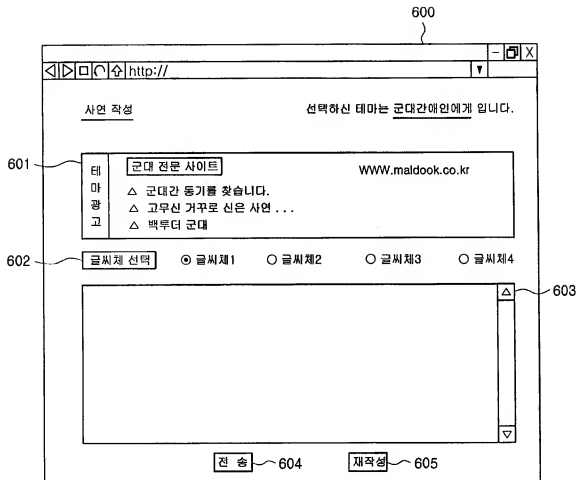 600
http://
사연 작성
선택하신 테마는 군대간애인에게 입니다.
601
테마광고
군대 전문 사이트
WWW.maldook.co.kr
△ 군대간 동기를 찾습니다.
△ 고무신 거꾸로 신은 사연 . . .
△ 백투더 군대
602
글씨체 선택
글씨체1
글씨체2
글씨체3
글씨체4
603
전 송
604
재작성
605